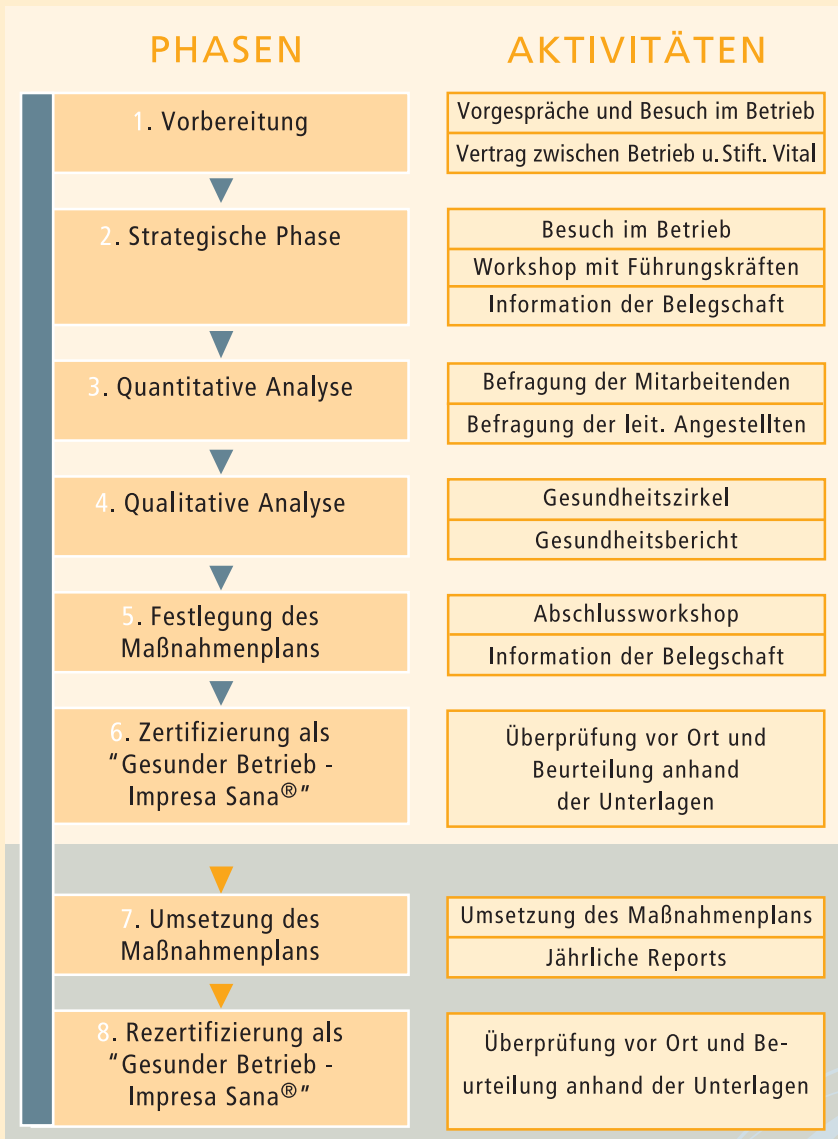 PHASEN
AKTIVITÄTEN
1. Vorbereitung
Vorgespräche und Besuch im Betrieb
Vertrag zwischen Betrieb u. Stift. Vital
2. Strategische Phase
Besuch im Betrieb
Workshop mit Führungskräften
Information der Belegschaft
3. Quantitative Analyse
Befragung der Mitarbeitenden
Befragung der leit. Angestellten
4. Qualitative Analyse
Gesundheitszirkel
Gesundheitsbericht
5. Festlegung des
Maßnahmenplans
Abschlussworkshop
Information der Belegschaft
6. Zertifizierung als
"Gesunder Betrieb -
Impresa Sana®"
Überprüfung vor Ort und
Beurteilung anhand
der Unterlagen
7. Umsetzung des
Maßnahmenplans
Umsetzung des Maßnahmenplans
Jährliche Reports
8. Rezertifizierung als
"Gesunder Betrieb -
Impresa Sana®"
Überprüfung vor Ort und Be-
urteilung anhand der Unterlagen